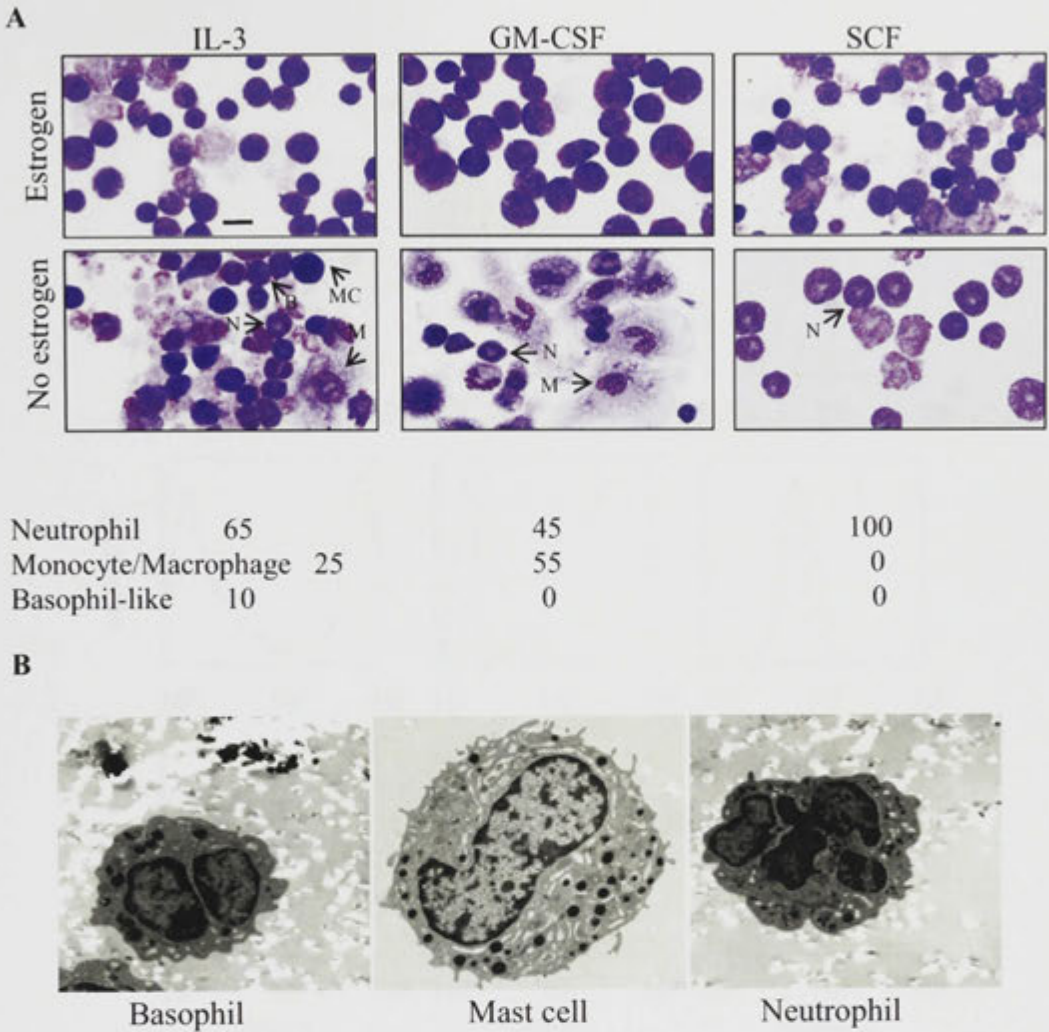 A
IL-3 GM-CSF SCF
Estrogen
No estrogen
B MC
N M
N
M
N
Neutrophil 65 45 100
Monocyte/Macrophage 25 55 0
Basophil-like 10 0 0
B
Basophil Mast cell Neutrophil